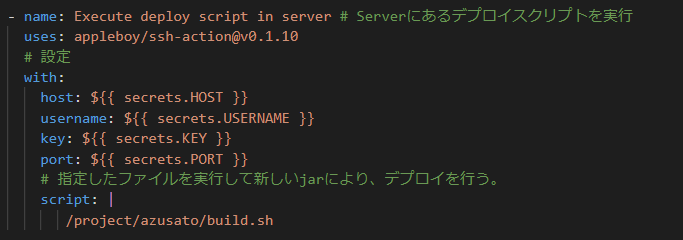 - name: Execute deploy script in server # Serverにあるデプロイスクリプトを実行
uses: appleboy/ssh-action@v0.1.10
# 設定
with:
host: ${{ secrets.HOST }}
username: ${{ secrets.USERNAME }}
key: ${{ secrets.KEY }}
port: ${{ secrets.PORT }}
# 指定したファイルを実行して新しいjarにより、デプロイを行う。
script: |
/project/azusato/build.sh